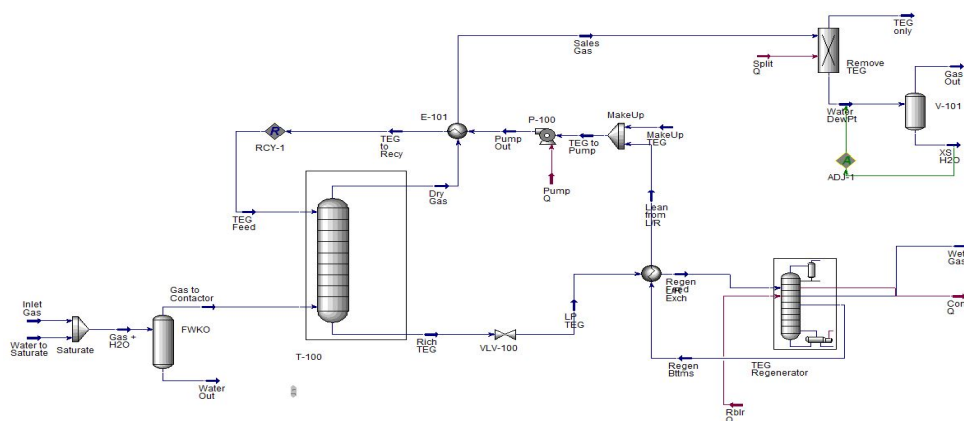 TEG
only
Sales
Gas
Split
Q
Remove
TEG
Gas
Out
V-101
Water
DewPt
XS
H2O
ADJ-1
E-101
P-100
MakeUp
MakeUp
TEG
RCY-1
TEG
to
Recy
Pump
Out
TEG to
Pump
Pump
Q
Dry
Gas
Lean
from
L/R
TEG
Feed
Gas to
Contactor
Inlet
Gas
Water to
Saturate
Saturate
Gas +
H2O
FWKO
Water
Out
T-100
Rich
TEG
VLV-100
LP
TEG
Regen
Exch
Regen
Bttms
TEG
Regenerator
Rblr
Q
Wet
Gas
Con
Q
R
A